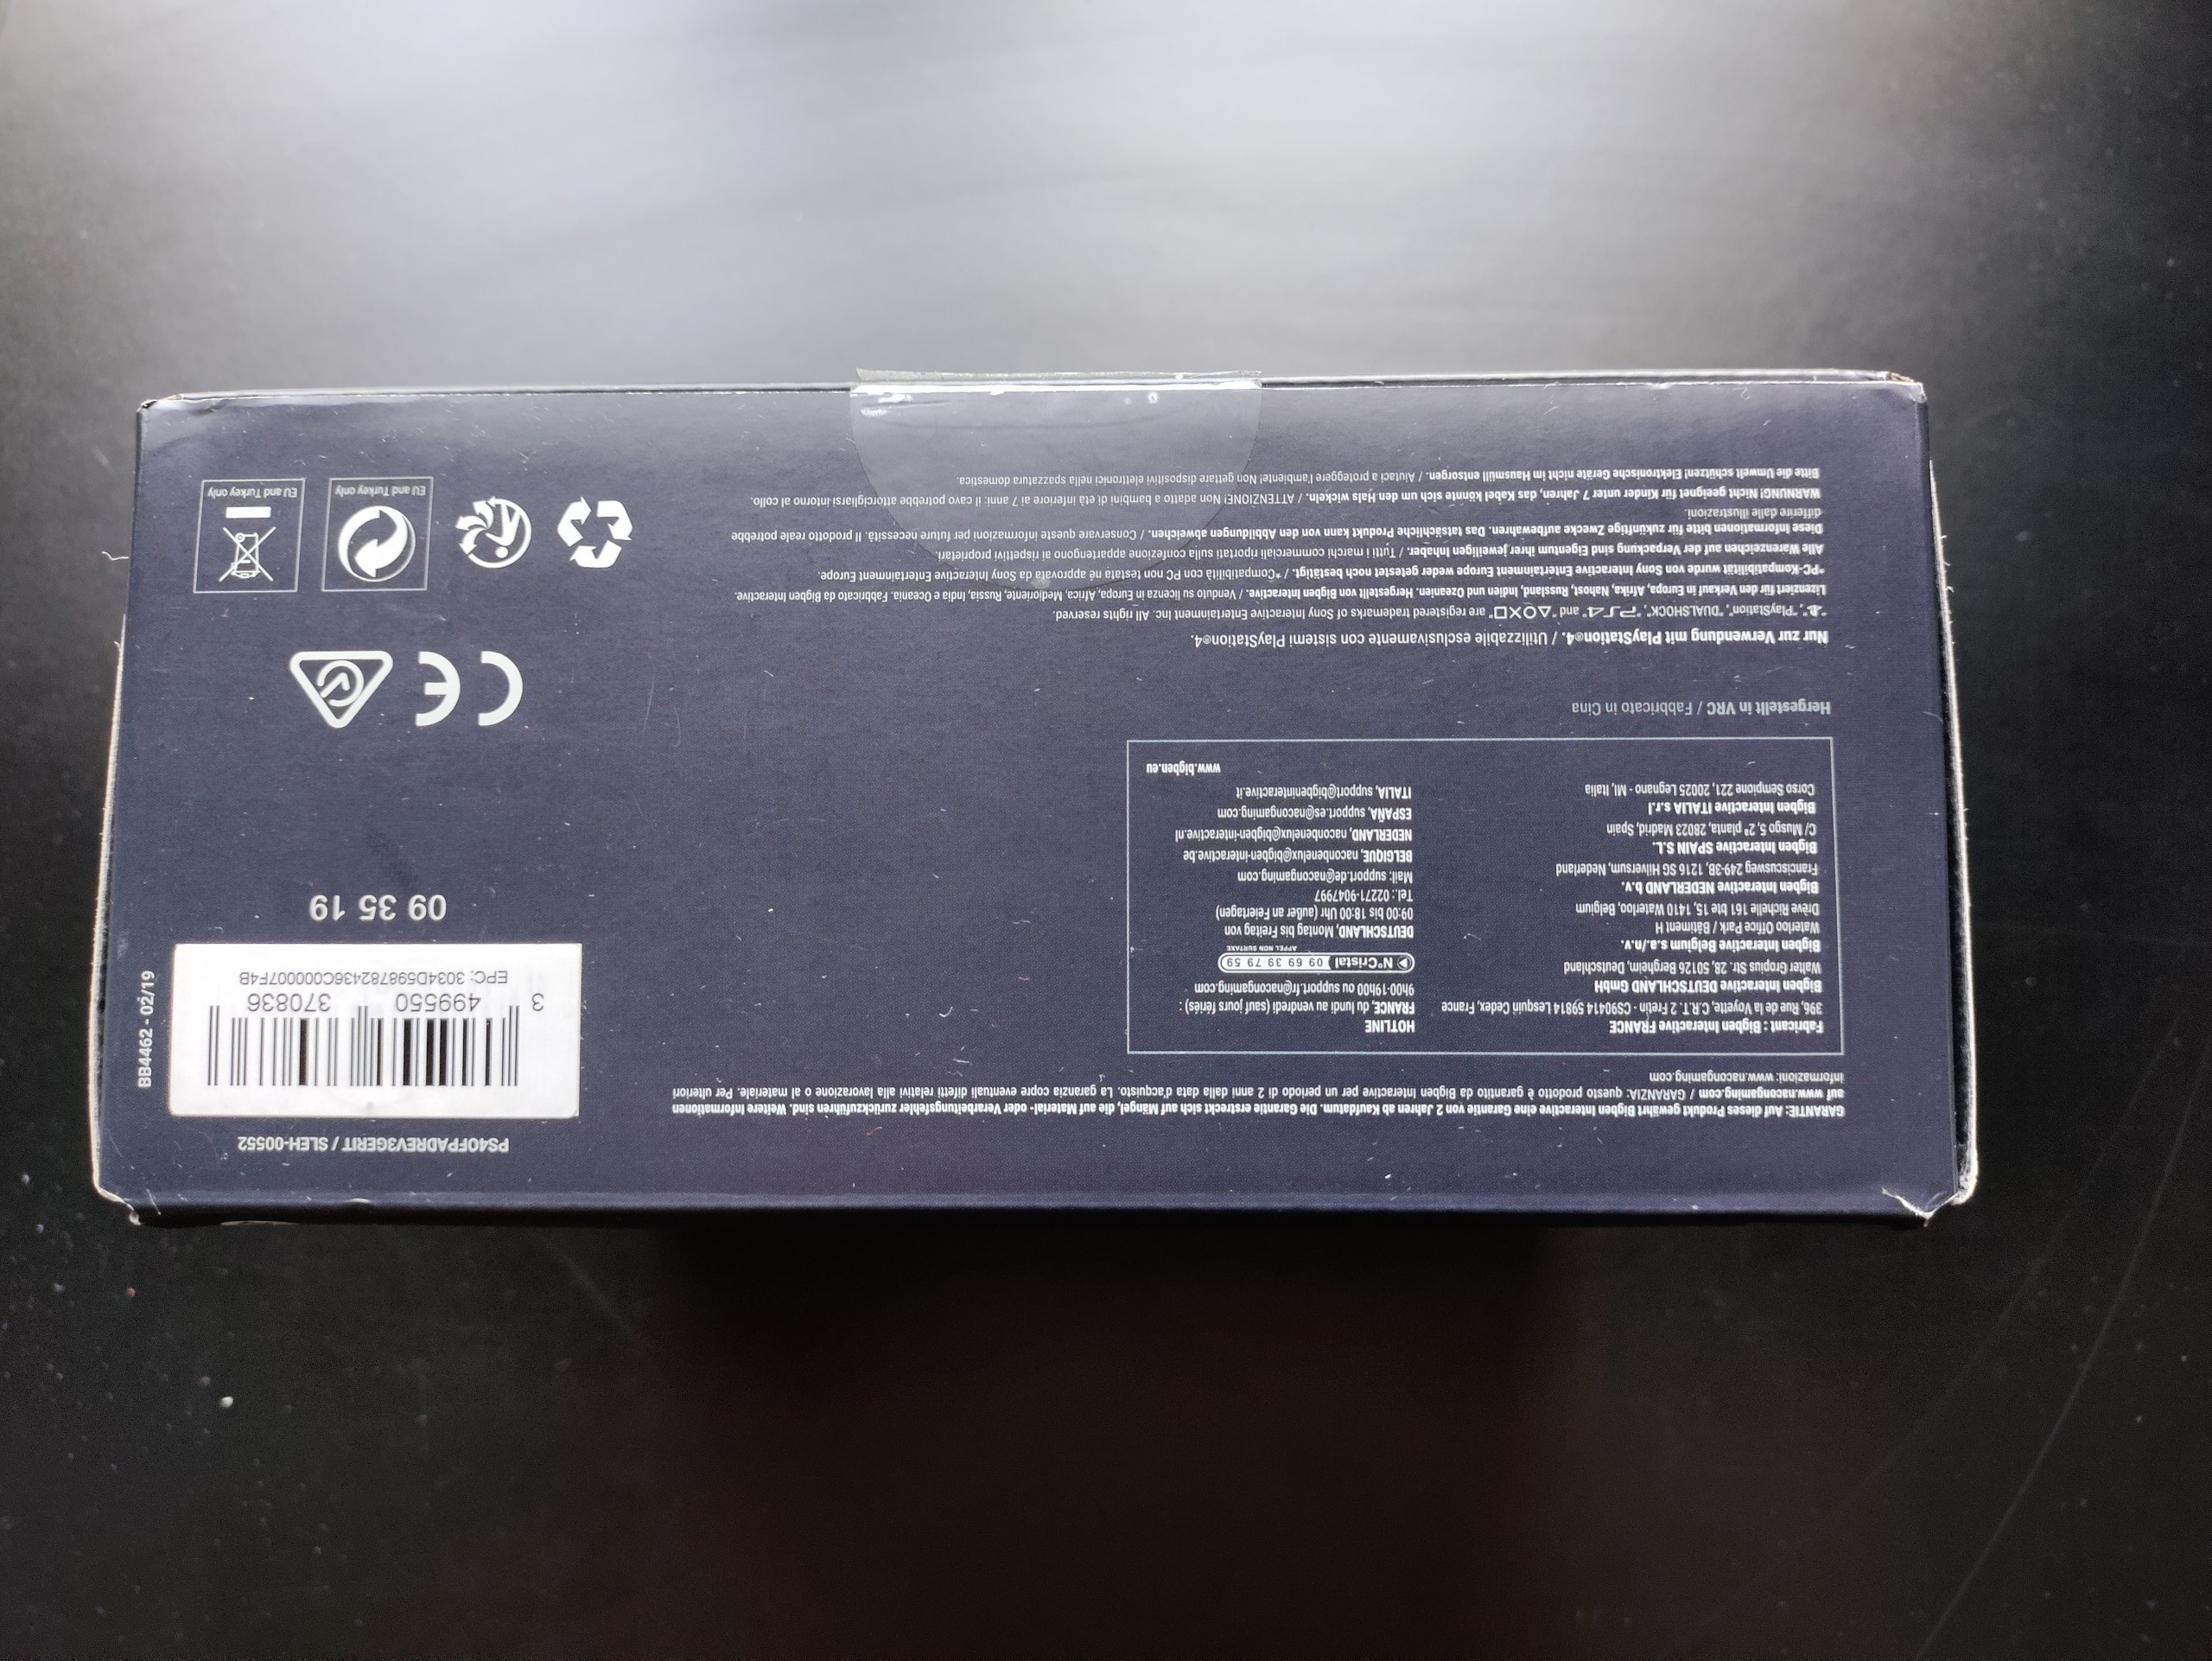 PS4OFPADREV3GERIT / SLEH-00552
3 499550 370836
EPC: 3034D598782436C000007F4B
BB4462 - 02/19
09 35 19
GARANTIE: Auf dieses Produkt gewährt Bigben Interactive eine Garantie von 2 Jahren ab Kaufdatum. Die Garantie erstreckt sich auf Mängel, die auf Material- oder Verarbeitungsfehler zurückzuführen sind. Weitere Informationen
auf www.nacongaming.com / GARANZIA: questo prodotto è garantito da Bigben Interactive per un periodo di 2 anni dalla data d'acquisto. La garanzia copre eventuali difetti relativi alla lavorazione o al materiale. Per ulteriori
informazioni: www.nacongaming.com
Fabricant : Bigben Interactive FRANCE
396, Rue de la Voyette, C.R.T. 2 Fretin - CS90414 59814 Lesquin Cedex, France
Bigben Interactive DEUTSCHLAND GmbH
Walter Gropius Str. 28, 50126 Bergheim, Deutschland
Bigben Interactive Belgium s.a./n.v.
Waterloo Office Park / Bâtiment H
Drève Richelle 161 bte 15, 1410 Waterloo, Belgium
Bigben Interactive NEDERLAND b.v.
Franciscusweg 249-3B, 1216 SG Hilversum, Nederland
Bigben Interactive SPAIN S.L.
C/ Musgo 5, 2ª planta, 28023 Madrid, Spain
Bigben Interactive ITALIA s.r.l
Corso Sempione 221, 20025 Legnano - MI, Italia
HOTLINE
FRANCE, du lundi au vendredi (sauf jours fériés) :
9h00-19h00 ou support.fr@nacongaming.com
N°Cristal 09 69 39 79 59
APPEL NON SURTAXE
DEUTSCHLAND, Montag bis Freitag von
09:00 bis 18:00 Uhr (außer an Feiertagen)
Tel.: 02271-9047997
Mail: support.de@nacongaming.com
BELGIQUE, naconbenelux@bigben-interactive.be
NEDERLAND, naconbenelux@bigben-interactive.nl
ESPAÑA, support.es@nacongaming.com
ITALIA, support@bigbeninteractive.it
www.bigben.eu
Hergestellt in VRC / Fabbricato in Cina
Nur zur Verwendung mit PlayStation®4. / Utilizzabile esclusivamente con sistemi PlayStation®4.
"PlayStation", "DUALSHOCK", "PS4" and "△○✕□" are registered trademarks of Sony Interactive Entertainment Inc. All rights reserved.
Lizenziert für den Verkauf in Europa, Afrika, Nahost, Russland, Indien und Ozeanien. Hergestellt von Bigben Interactive. / Venduto su licenza in Europa, Africa, Medioriente, Russia, India e Oceania. Fabbricato da Bigben Interactive.
*PC-Kompatibilität wurde von Sony Interactive Entertainment Europe weder getestet noch bestätigt. / *Compatibilità con PC non testata né approvata da Sony Interactive Entertainment Europe.
Alle Warenzeichen auf der Verpackung sind Eigentum ihrer jeweiligen Inhaber. / Tutti i marchi commerciali riportati sulla confezione appartengono ai rispettivi proprietari.
Diese Informationen bitte für zukünftige Zwecke aufbewahren. Das tatsächliche Produkt kann von den Abbildungen abweichen. / Conservare queste informazioni per future necessità. Il prodotto reale potrebbe
differire dalle illustrazioni.
WARNUNG! Nicht geeignet für Kinder unter 7 Jahren, das Kabel könnte sich um den Hals wickeln. / ATTENZIONE! Non adatto a bambini di età inferiore ai 7 anni: il cavo potrebbe attorcigliarsi intorno al collo.
Bitte die Umwelt schützen! Elektronische Geräte nicht im Hausmüll entsorgen. / Aiutaci a proteggere l'ambiente! Non gettare dispositivi elettronici nella spazzatura domestica.
CE
EU and Turkey only
EU and Turkey only